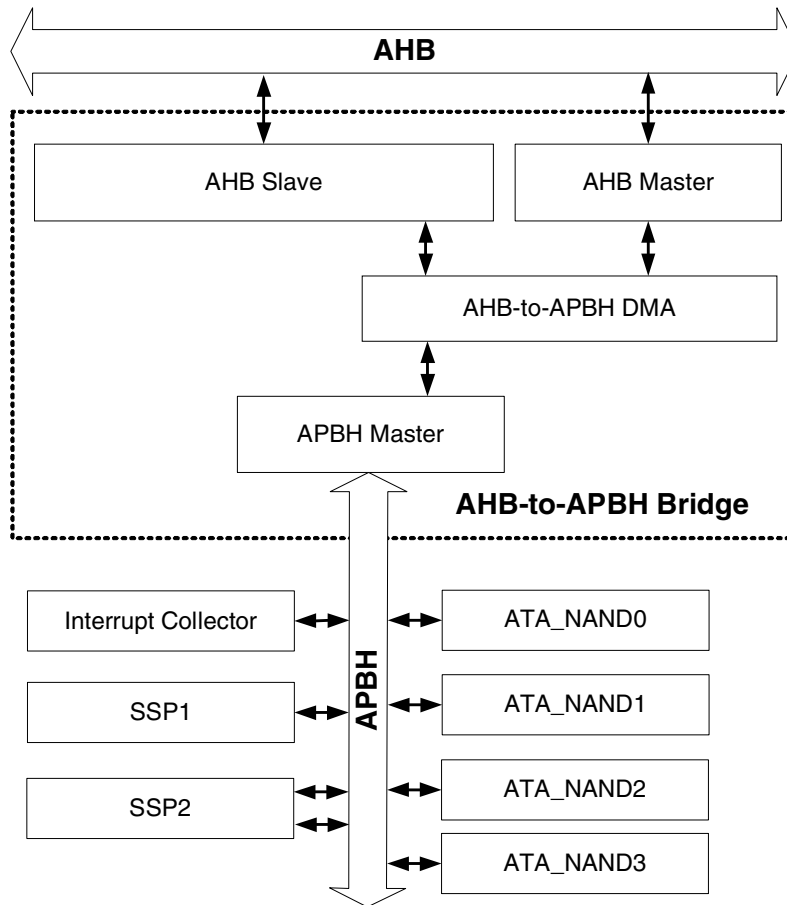 AHB
AHB Slave
AHB Master
AHB-to-APBH DMA
APBH Master
AHB-to-APBH Bridge
Interrupt Collector
ATA_NAND0
APBH
SSP1
ATA_NAND1
SSP2
ATA_NAND2
ATA_NAND3